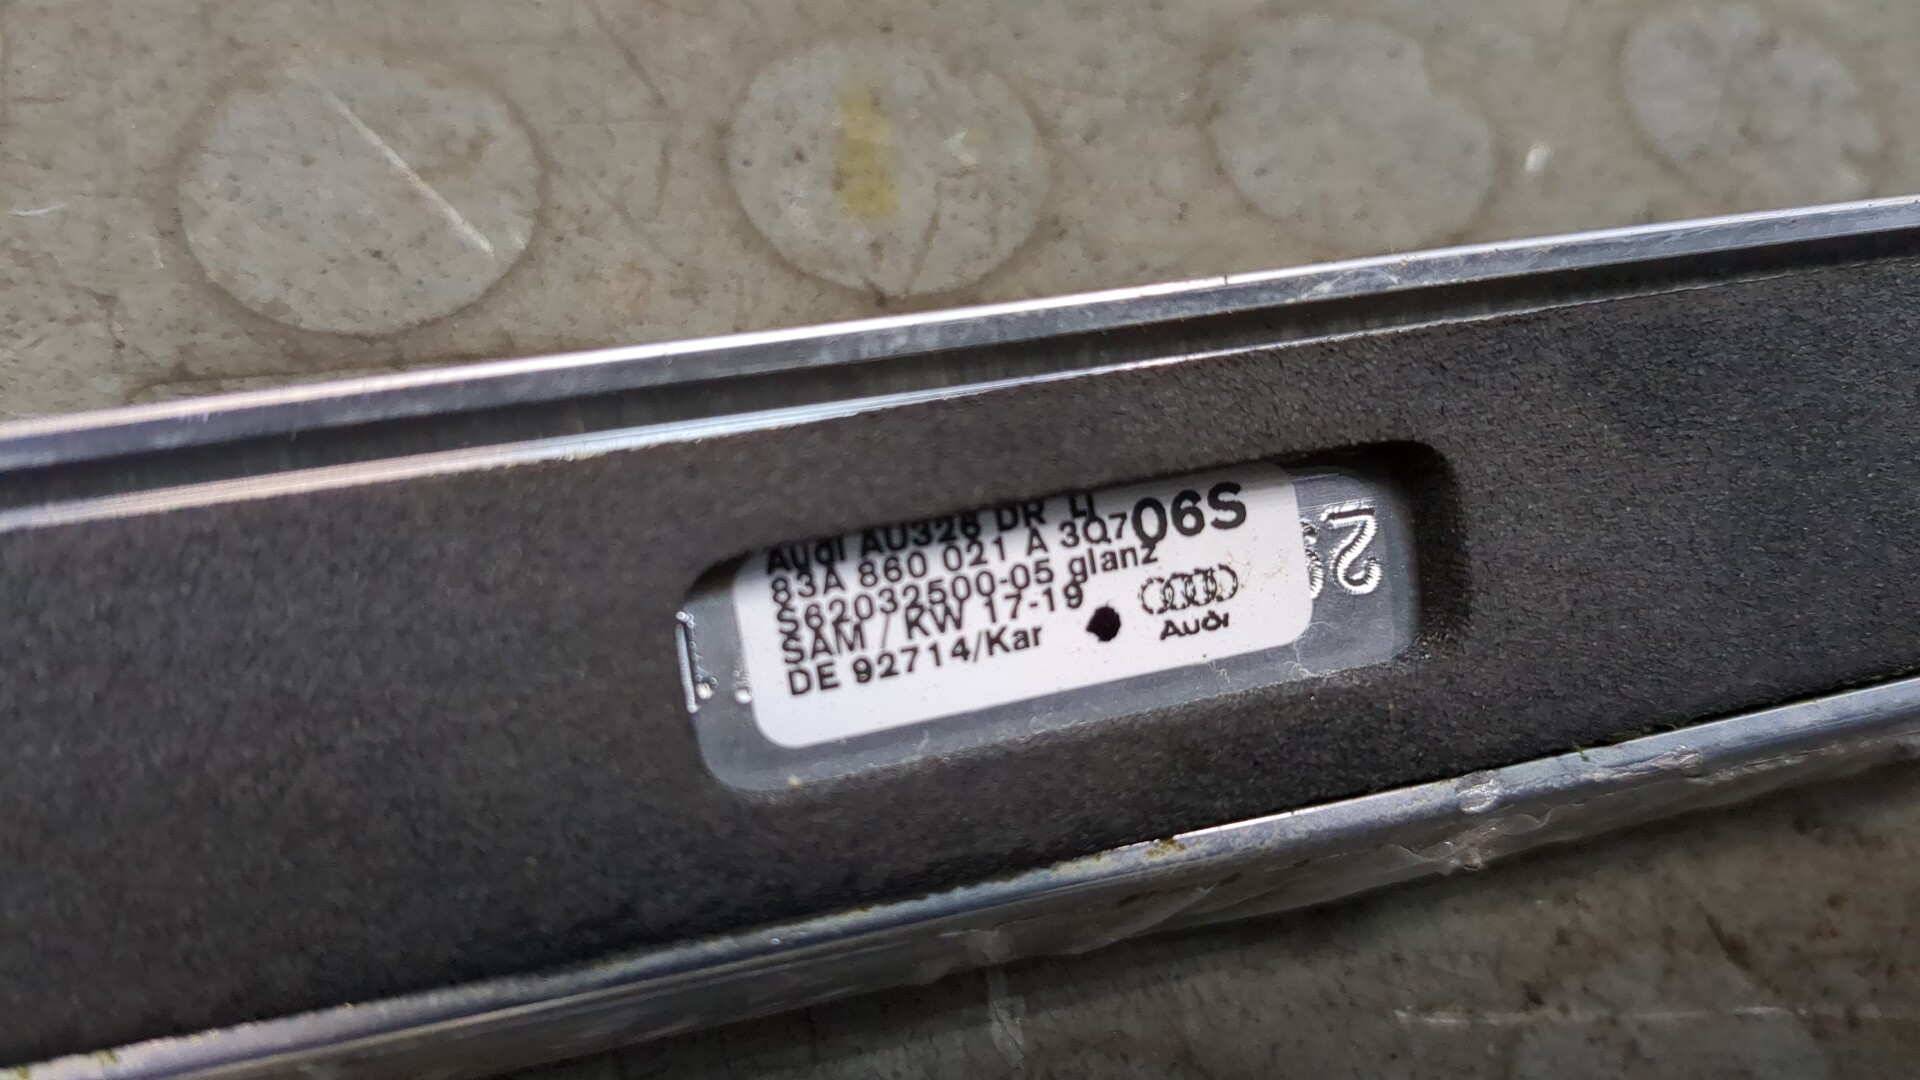 Audi AU326 DR LI
83A 860 021 A 3Q7 06S
S62032500-05 glanz
SAM / KW 17-19
DE 92714/Kar
Audi